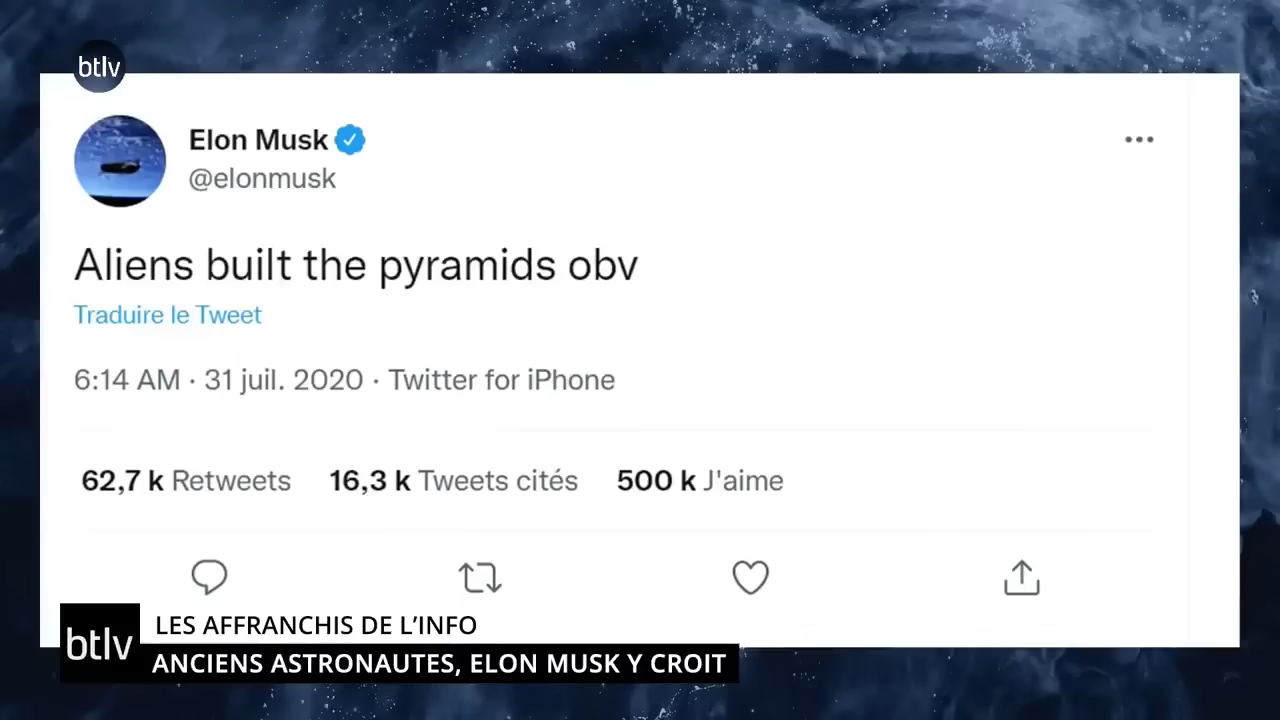 btlv
Elon Musk
@elonmusk
Aliens built the pyramids obv
Traduire le Tweet
6:14 AM · 31 juil. 2020 · Twitter for iPhone
62,7 k Retweets 16,3 k Tweets cités 500 k J'aime
btlv
LES AFFRANCHIS DE L’INFO
ANCIENS ASTRONAUTES, ELON MUSK Y CROIT